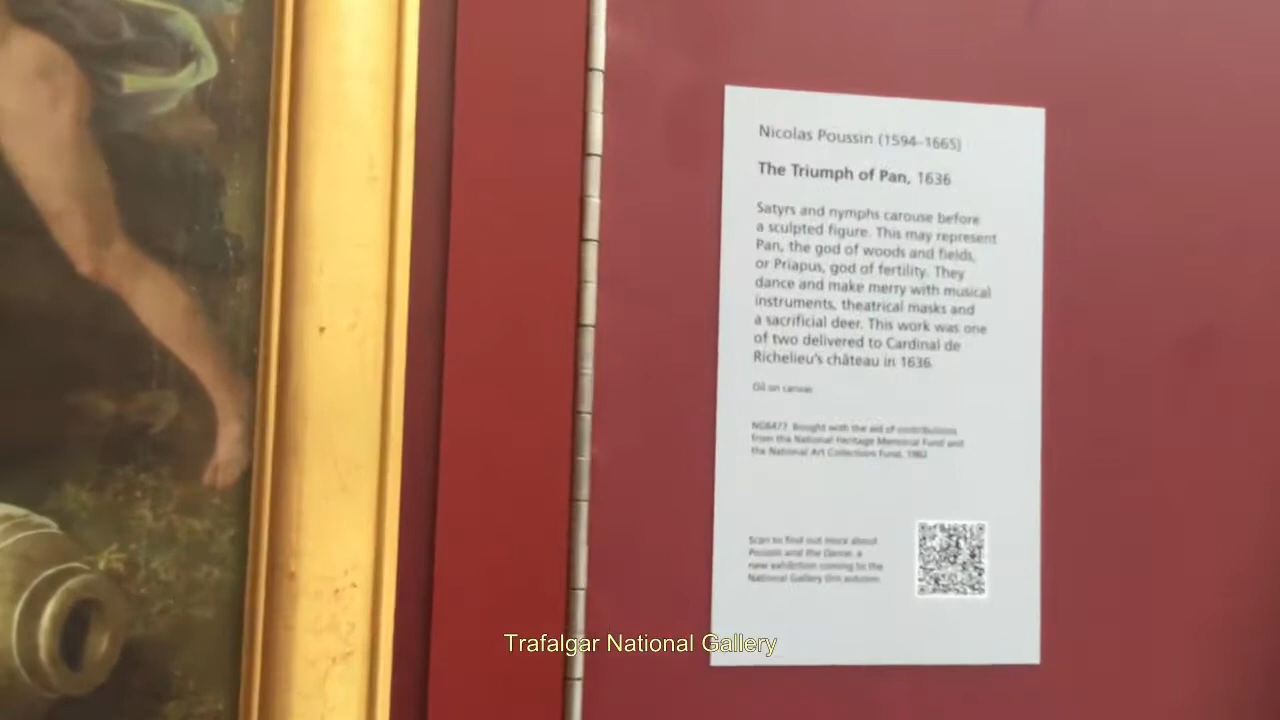 Nicolas Poussin (1594–1665)
The Triumph of Pan, 1636
Satyrs and nymphs carouse before
a sculpted figure. This may represent
Pan, the god of woods and fields,
or Priapus, god of fertility. They
dance and make merry with musical
instruments, theatrical masks and
a sacrificial deer. This work was one
of two delivered to Cardinal de
Richelieu's château in 1636.
Oil on canvas
NG6477. Bought with the aid of contributions
from the National Heritage Memorial Fund and
the National Art Collections Fund, 1982
Scan to find out more about
Poussin and the Dance, a
new exhibition coming to the
National Gallery this autumn.
Trafalgar National Gallery